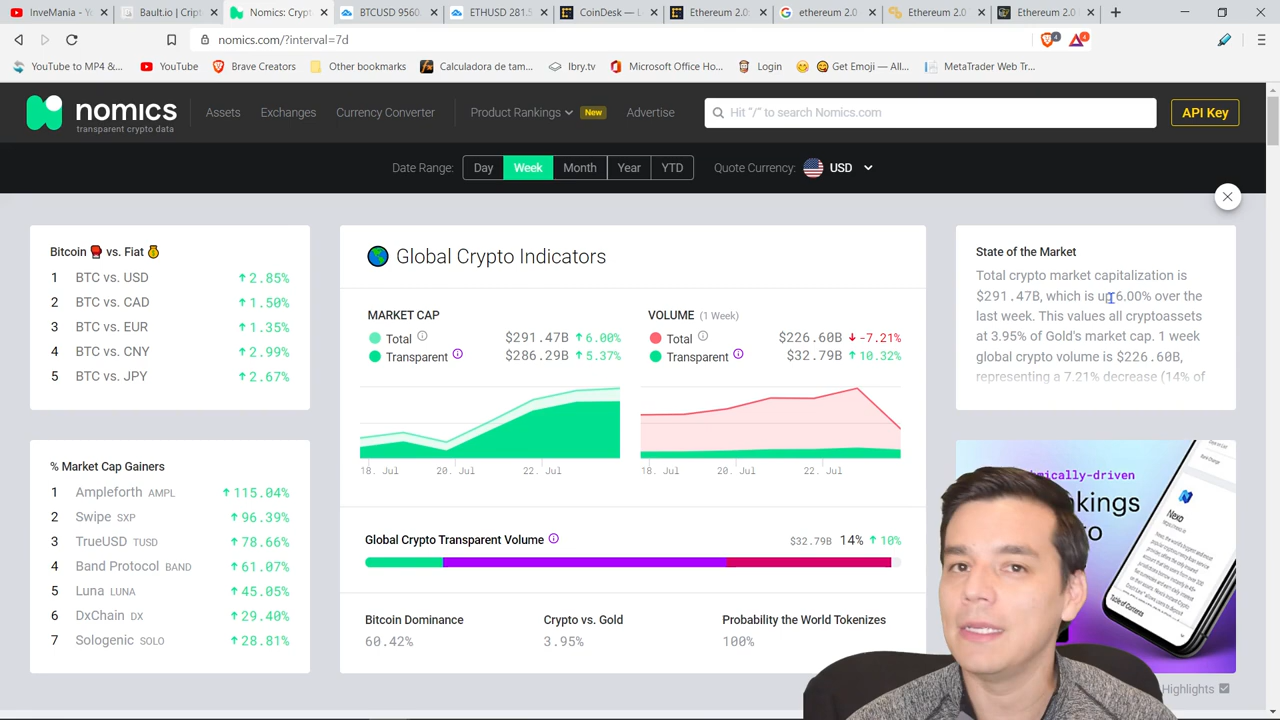 InveMania - Yo
Bault.io | Cript
Nomics: Crypt
BTCUSD 9560.
ETHUSD 281.5
CoinDesk — L
Ethereum 2.0:
ethereum 2.0
Ethereum 2.0
Ethereum 2.0
nomics.com/?interval=7d
4
4
YouTube to MP4 &...
YouTube
Brave Creators
Other bookmarks
Calculadora de tam...
lbry.tv
Microsoft Office Ho...
Login
Get Emoji — All...
MetaTrader Web Tr...
nomics
transparent crypto data
Assets
Exchanges
Currency Converter
Product Rankings
New
Advertise
Hit "/" to search Nomics.com
API Key
Date Range:
Day
Week
Month
Year
YTD
Quote Currency:
USD
Bitcoin 🥊 vs. Fiat 💰
1 BTC vs. USD 2.85%
2 BTC vs. CAD 1.50%
3 BTC vs. EUR 1.35%
4 BTC vs. CNY 2.99%
5 BTC vs. JPY 2.67%
% Market Cap Gainers
1 Ampleforth AMPL 115.04%
2 Swipe SXP 96.39%
3 TrueUSD TUSD 78.66%
4 Band Protocol BAND 61.07%
5 Luna LUNA 45.05%
6 DxChain DX 29.40%
7 Sologenic SOLO 28.81%
Global Crypto Indicators
MARKET CAP
Total $291.47B 6.00%
Transparent $286.29B 5.37%
18. Jul 20. Jul 22. Jul
VOLUME (1 Week)
Total $226.60B -7.21%
Transparent $32.79B 10.32%
18. Jul 20. Jul 22. Jul
Global Crypto Transparent Volume $32.79B 14% 10%
Bitcoin Dominance
60.42%
Crypto vs. Gold
3.95%
Probability the World Tokenizes
100%
State of the Market
Total crypto market capitalization is
$291.47B, which is up 6.00% over the
last week. This values all cryptoassets
at 3.95% of Gold's market cap. 1 week
global crypto volume is $226.60B,
representing a 7.21% decrease (14% of
mically-driven
nkings
Nexo
Table of Contents
Highlights